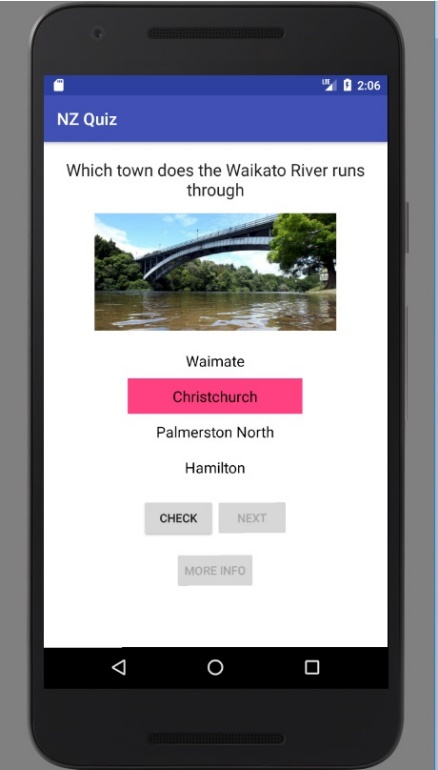 LTE 2:06
NZ Quiz
Which town does the Waikato River runs
through
Waimate
Christchurch
Palmerston North
Hamilton
CHECK NEXT
MORE INFO